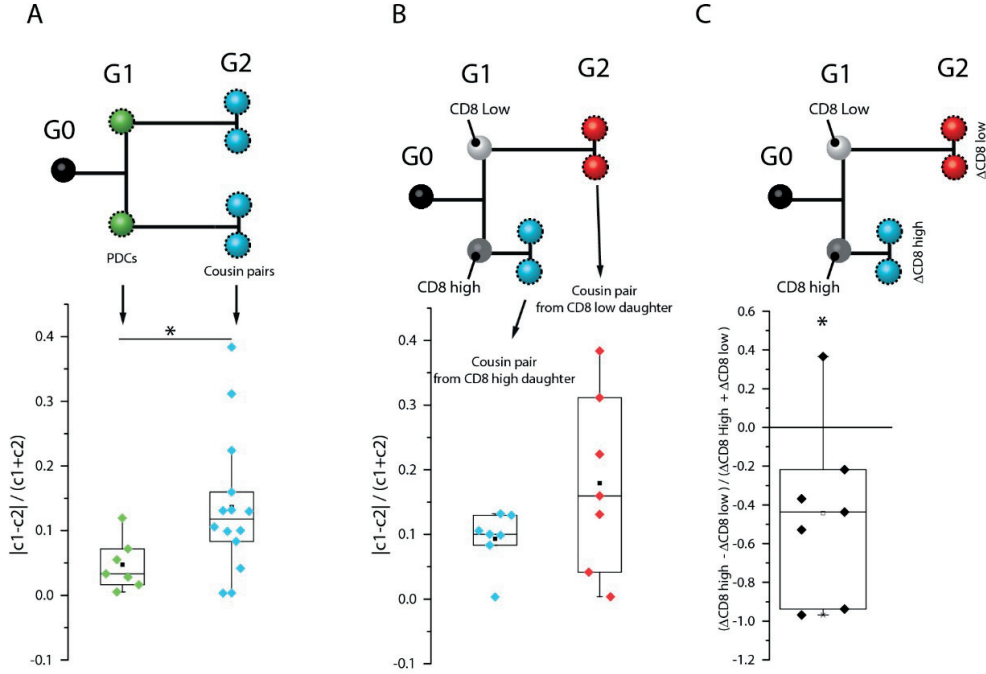 A
G0
G1
G2
PDCs
Cousin pairs
*
|c1-c2| / (c1+c2)
0.4
0.3
0.2
0.1
0.0
-0.1
B
G0
G1
G2
CD8 Low
CD8 high
Cousin pair
from CD8 low daughter
Cousin pair
from CD8 high daughter
|c1-c2| / (c1+c2)
0.4
0.3
0.2
0.1
0.0
-0.1
C
G0
G1
G2
CD8 Low
CD8 high
ΔCD8 low
ΔCD8 high
*
(ΔCD8 high - ΔCD8 low) / (ΔCD8 High + ΔCD8 low)
0.6
0.4
0.2
0.0
-0.2
-0.4
-0.6
-0.8
-1.0
-1.2